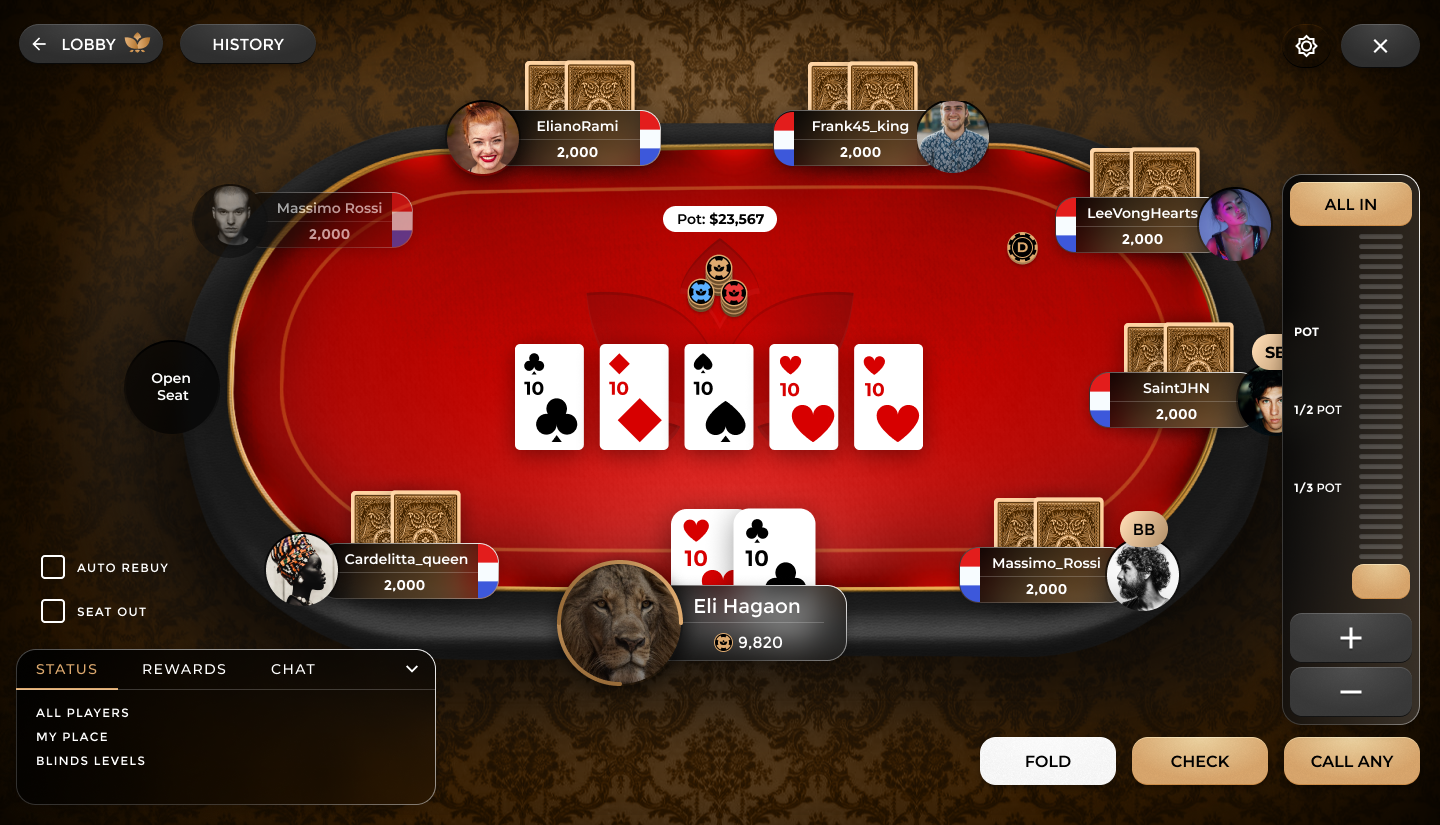 LOBBY
HISTORY
ElianoRami
2,000
Frank45_king
2,000
Massimo Rossi
2,000
Pot: $23,567
LeeVongHearts
2,000
D
ALL IN
POT
1/2 POT
1/3 POT
Open
Seat
10
10
10
10
10
SB
SaintJHN
2,000
Cardelitta_queen
2,000
10
10
Eli Hagaon
9,820
BB
Massimo_Rossi
2,000
AUTO REBUY
SEAT OUT
STATUS REWARDS CHAT
ALL PLAYERS
MY PLACE
BLINDS LEVELS
+
−
FOLD
CHECK
CALL ANY